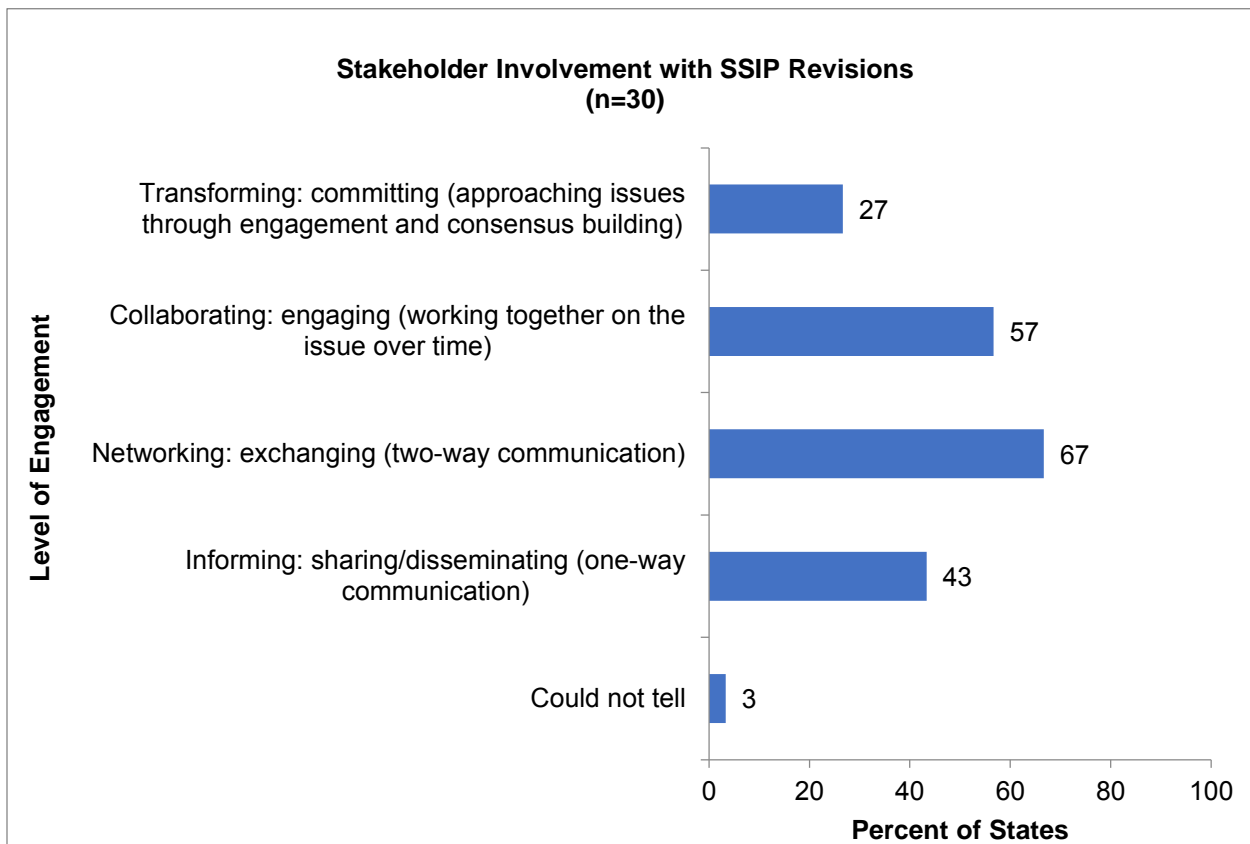 Stakeholder Involvement with SSIP Revisions
(n=30)
Level of Engagement
Transforming: committing (approaching issues
through engagement and consensus building)
27
Collaborating: engaging (working together on the
issue over time)
57
Networking: exchanging (two-way communication)
67
Informing: sharing/disseminating (one-way
communication)
43
Could not tell
3
0 20 40 60 80 100
Percent of States